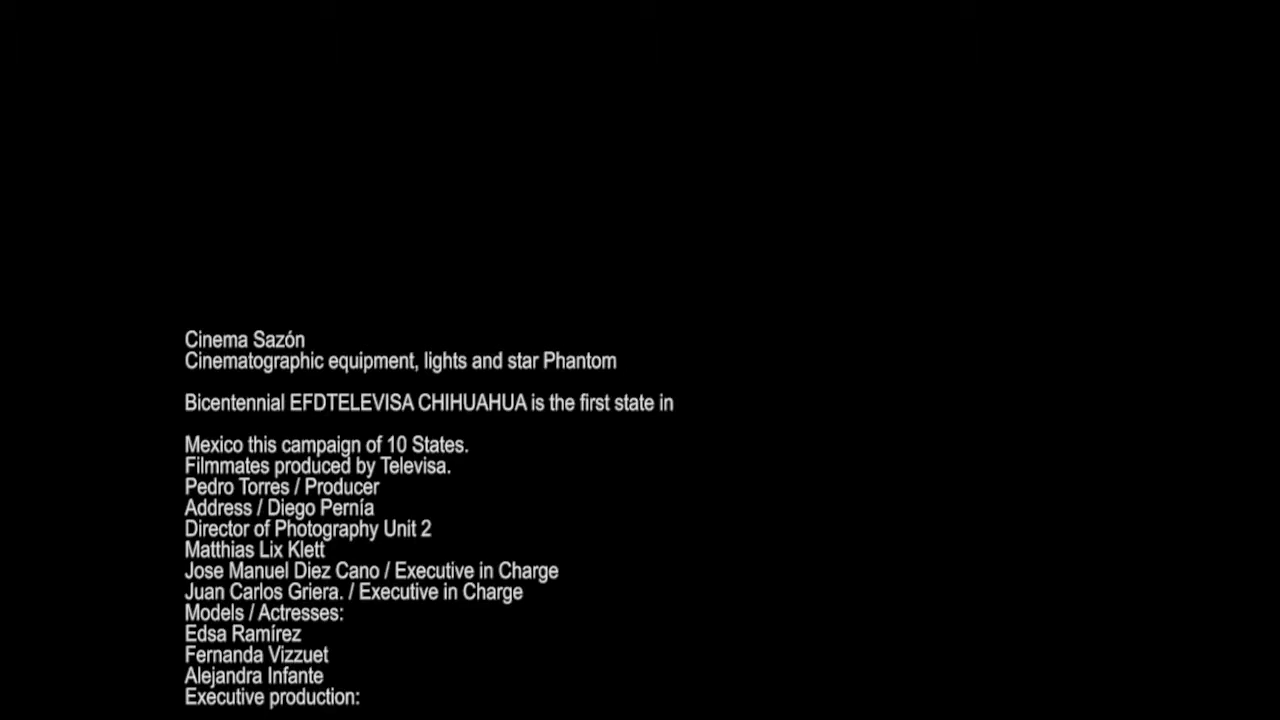 Cinema Sazón
Cinematographic equipment, lights and star Phantom
Bicentennial EFDTELEVISA CHIHUAHUA is the first state in
Mexico this campaign of 10 States.
Filmmates produced by Televisa.
Pedro Torres / Producer
Address / Diego Pernía
Director of Photography Unit 2
Matthias Lix Klett
Jose Manuel Diez Cano / Executive in Charge
Juan Carlos Griera. / Executive in Charge
Models / Actresses:
Edsa Ramírez
Fernanda Vizzuet
Alejandra Infante
Executive production: